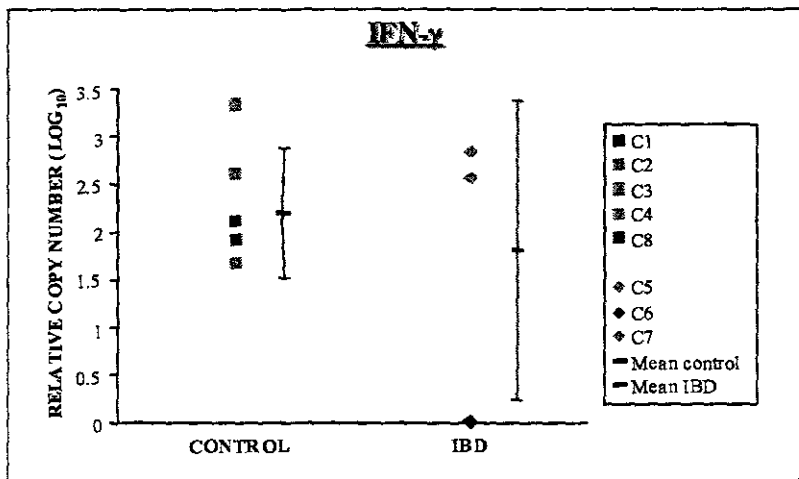 IFN-γ
RELATIVE COPY NUMBER (LOG10)
3.5
3
2.5
2
1.5
1
0.5
0
CONTROL
IBD
C1
C2
C3
C4
C8
C5
C6
C7
Mean control
Mean IBD